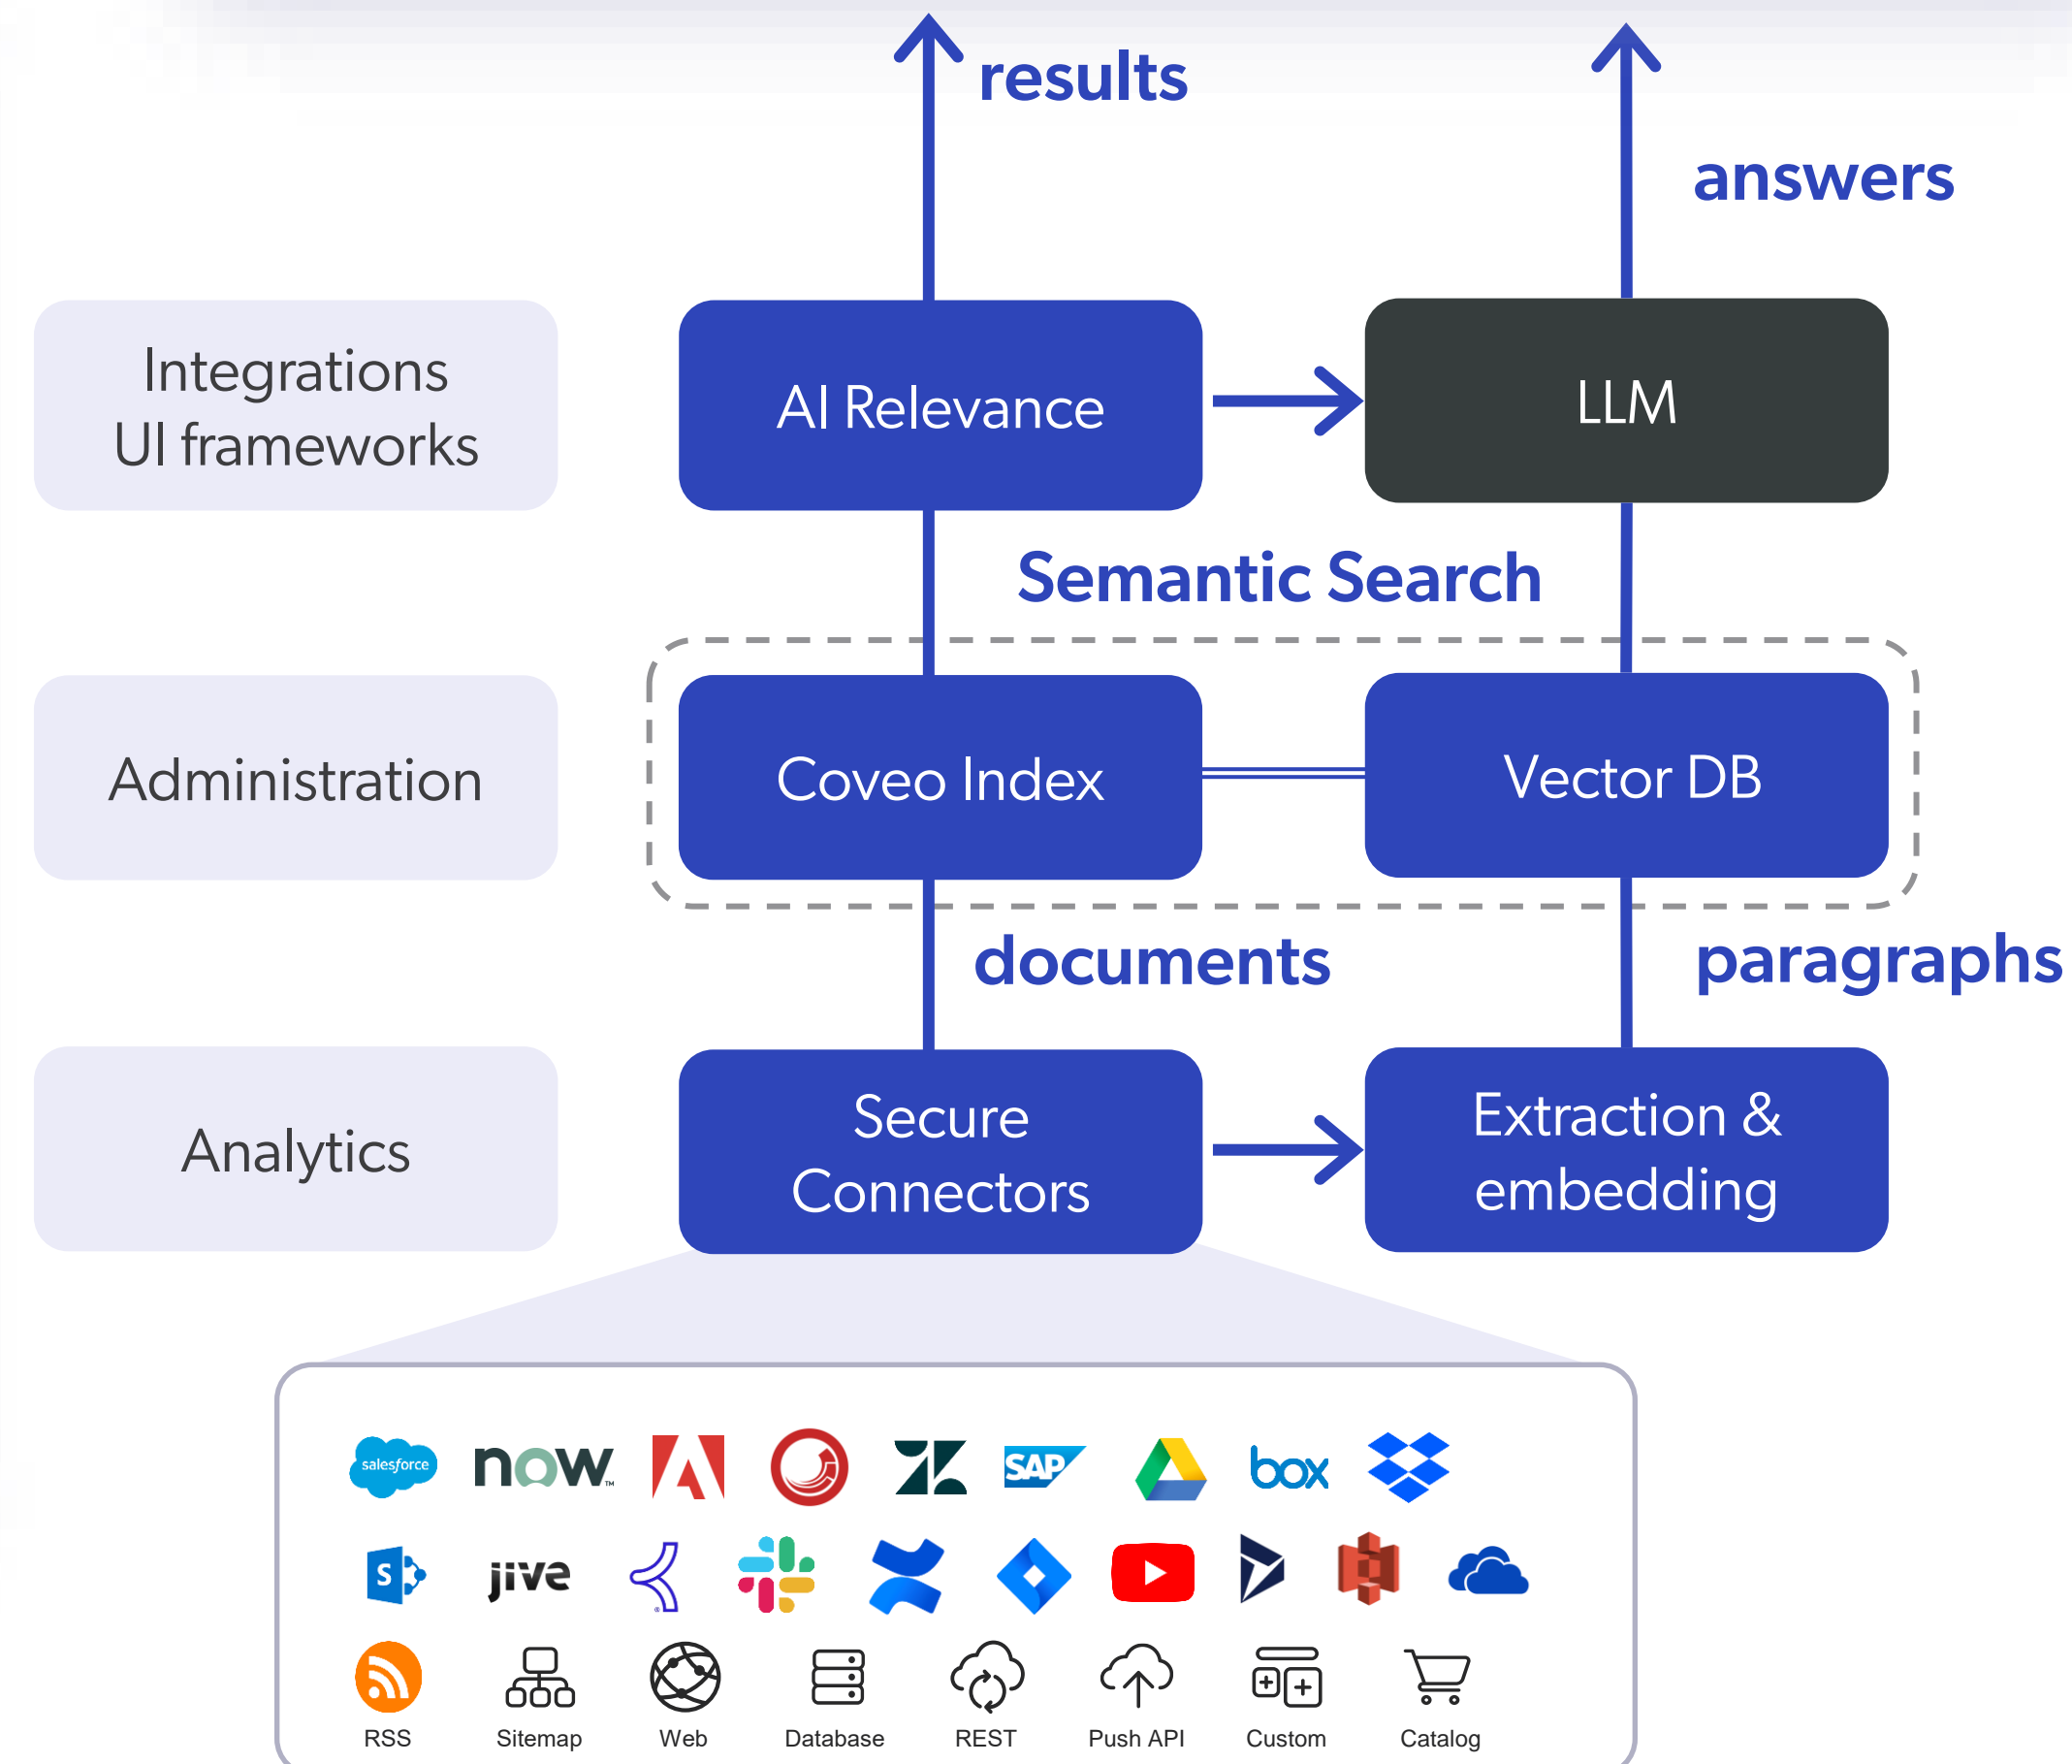 results
answers
Integrations
UI frameworks
AI Relevance
LLM
Semantic Search
Administration
Coveo Index
Vector DB
documents
paragraphs
Analytics
Secure
Connectors
Extraction &
embedding
salesforce
now™
SAP
box
S
jive
RSS
Sitemap
Web
Database
REST
Push API
Custom
Catalog